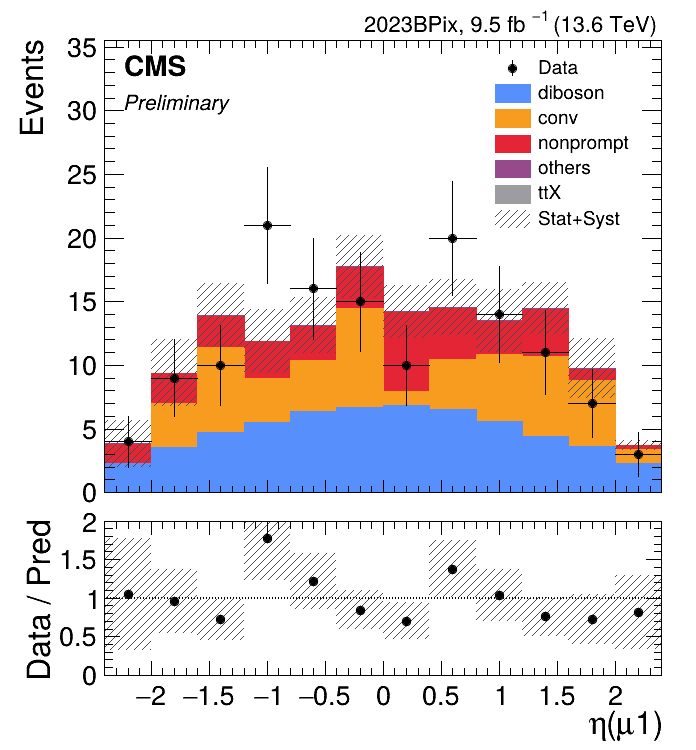 2023BPix, 9.5 fb⁻¹ (13.6 TeV)
Events
CMS
Preliminary
Data
diboson
conv
nonprompt
others
ttX
Stat+Syst
35
30
25
20
15
10
5
0
Data / Pred
2
1.5
1
0.5
0
−2 −1.5 −1 −0.5 0 0.5 1 1.5 2
η(μ1)